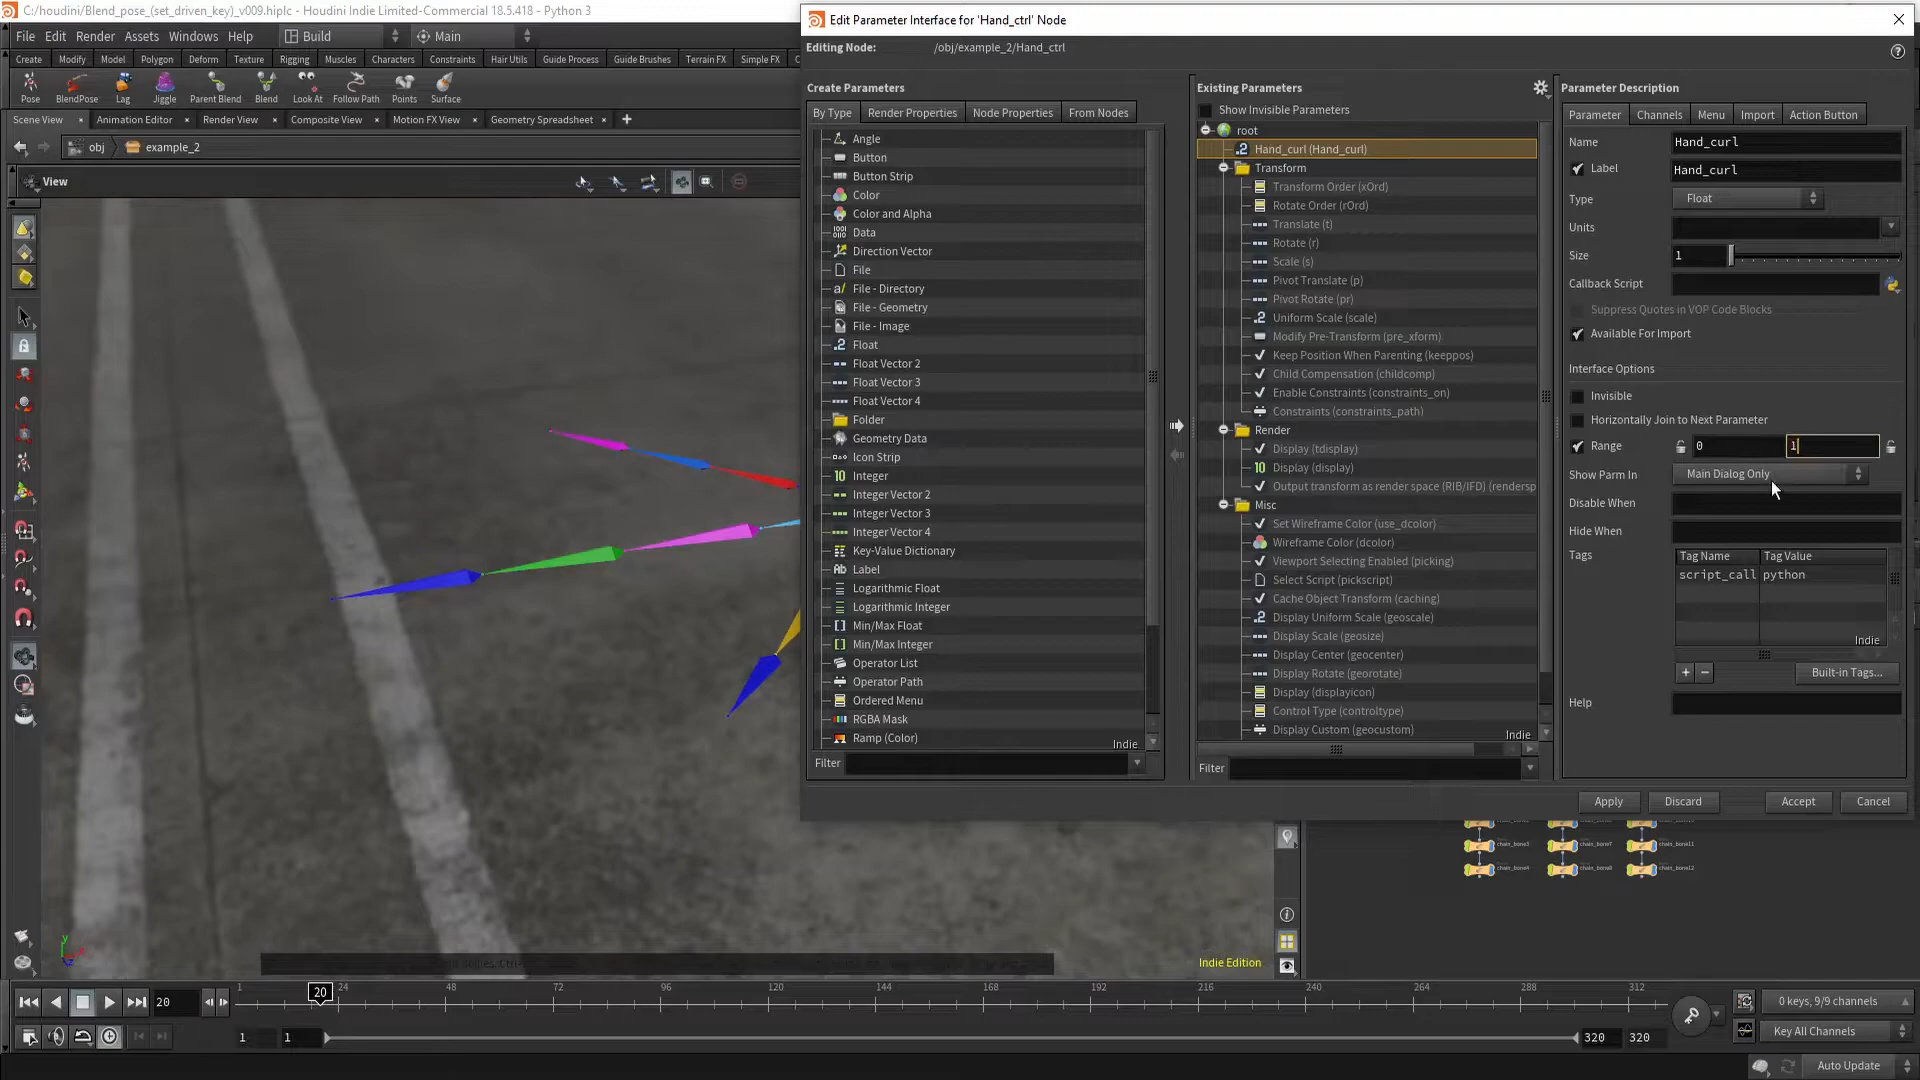 C:/houdini/Blend_pose_(set_driven_key)_v009.hiplc - Houdini Indie Limited-Commercial 18.5.418 - Python 3
File Edit Render Assets Windows Help Build Main
Create Modify Model Polygon Deform Texture Rigging Muscles Characters Constraints Hair Utils Guide Process Guide Brushes Terrain FX Simple FX
Pose BlendPose Lag Jiggle Parent Blend Blend Look At Follow Path Points Surface
Scene View Animation Editor Render View Composite View Motion FX View Geometry Spreadsheet
obj example_2
View
Edit Parameter Interface for 'Hand_ctrl' Node
Editing Node: /obj/example_2/Hand_ctrl
Create Parameters
By Type Render Properties Node Properties From Nodes
Angle
Button
Button Strip
Color
Color and Alpha
Data
Direction Vector
File
File - Directory
File - Geometry
File - Image
Float
Float Vector 2
Float Vector 3
Float Vector 4
Folder
Geometry Data
Icon Strip
Integer
Integer Vector 2
Integer Vector 3
Integer Vector 4
Key-Value Dictionary
Label
Logarithmic Float
Logarithmic Integer
Min/Max Float
Min/Max Integer
Operator List
Operator Path
Ordered Menu
RGBA Mask
Ramp (Color)
Indie
Filter
Existing Parameters
Show Invisible Parameters
root
Hand_curl (Hand_curl)
Transform
Transform Order (xOrd)
Rotate Order (rOrd)
Translate (t)
Rotate (r)
Scale (s)
Pivot Translate (p)
Pivot Rotate (pr)
Uniform Scale (scale)
Modify Pre-Transform (pre_xform)
Keep Position When Parenting (keeppos)
Child Compensation (childcomp)
Enable Constraints (constraints_on)
Constraints (constraints_path)
Render
Display (tdisplay)
Display (display)
Output transform as render space (RIB/IFD) (rendersp
Misc
Set Wireframe Color (use_dcolor)
Wireframe Color (dcolor)
Viewport Selecting Enabled (picking)
Select Script (pickscript)
Cache Object Transform (caching)
Display Uniform Scale (geoscale)
Display Scale (geosize)
Display Center (geocenter)
Display Rotate (georotate)
Display (displayicon)
Control Type (controltype)
Display Custom (geocustom)
Indie
Filter
Parameter Description
Parameter Channels Menu Import Action Button
Name Hand_curl
Label Hand_curl
Type Float
Units
Size 1
Callback Script
Suppress Quotes in VOP Code Blocks
Available For Import
Interface Options
Invisible
Horizontally Join to Next Parameter
Range 0 1
Show Parm In Main Dialog Only
Disable When
Hide When
Tags Tag Name Tag Value
script_call python
Indie
+ - Built-in Tags...
Help
Apply Discard Accept Cancel
chain_bone3 chain_bone7 chain_bone11
chain_bone4 chain_bone8 chain_bone12
Indie Edition
20 1 20 24 48 72 96 120 144 168 192 216 240 264 288 312
0 keys, 9/9 channels
1 1 320 320
Key All Channels
Auto Update